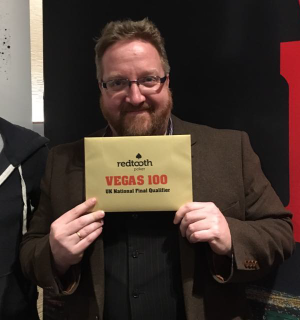 redtooth
poker
VEGAS 100
UK National Final Qualifier